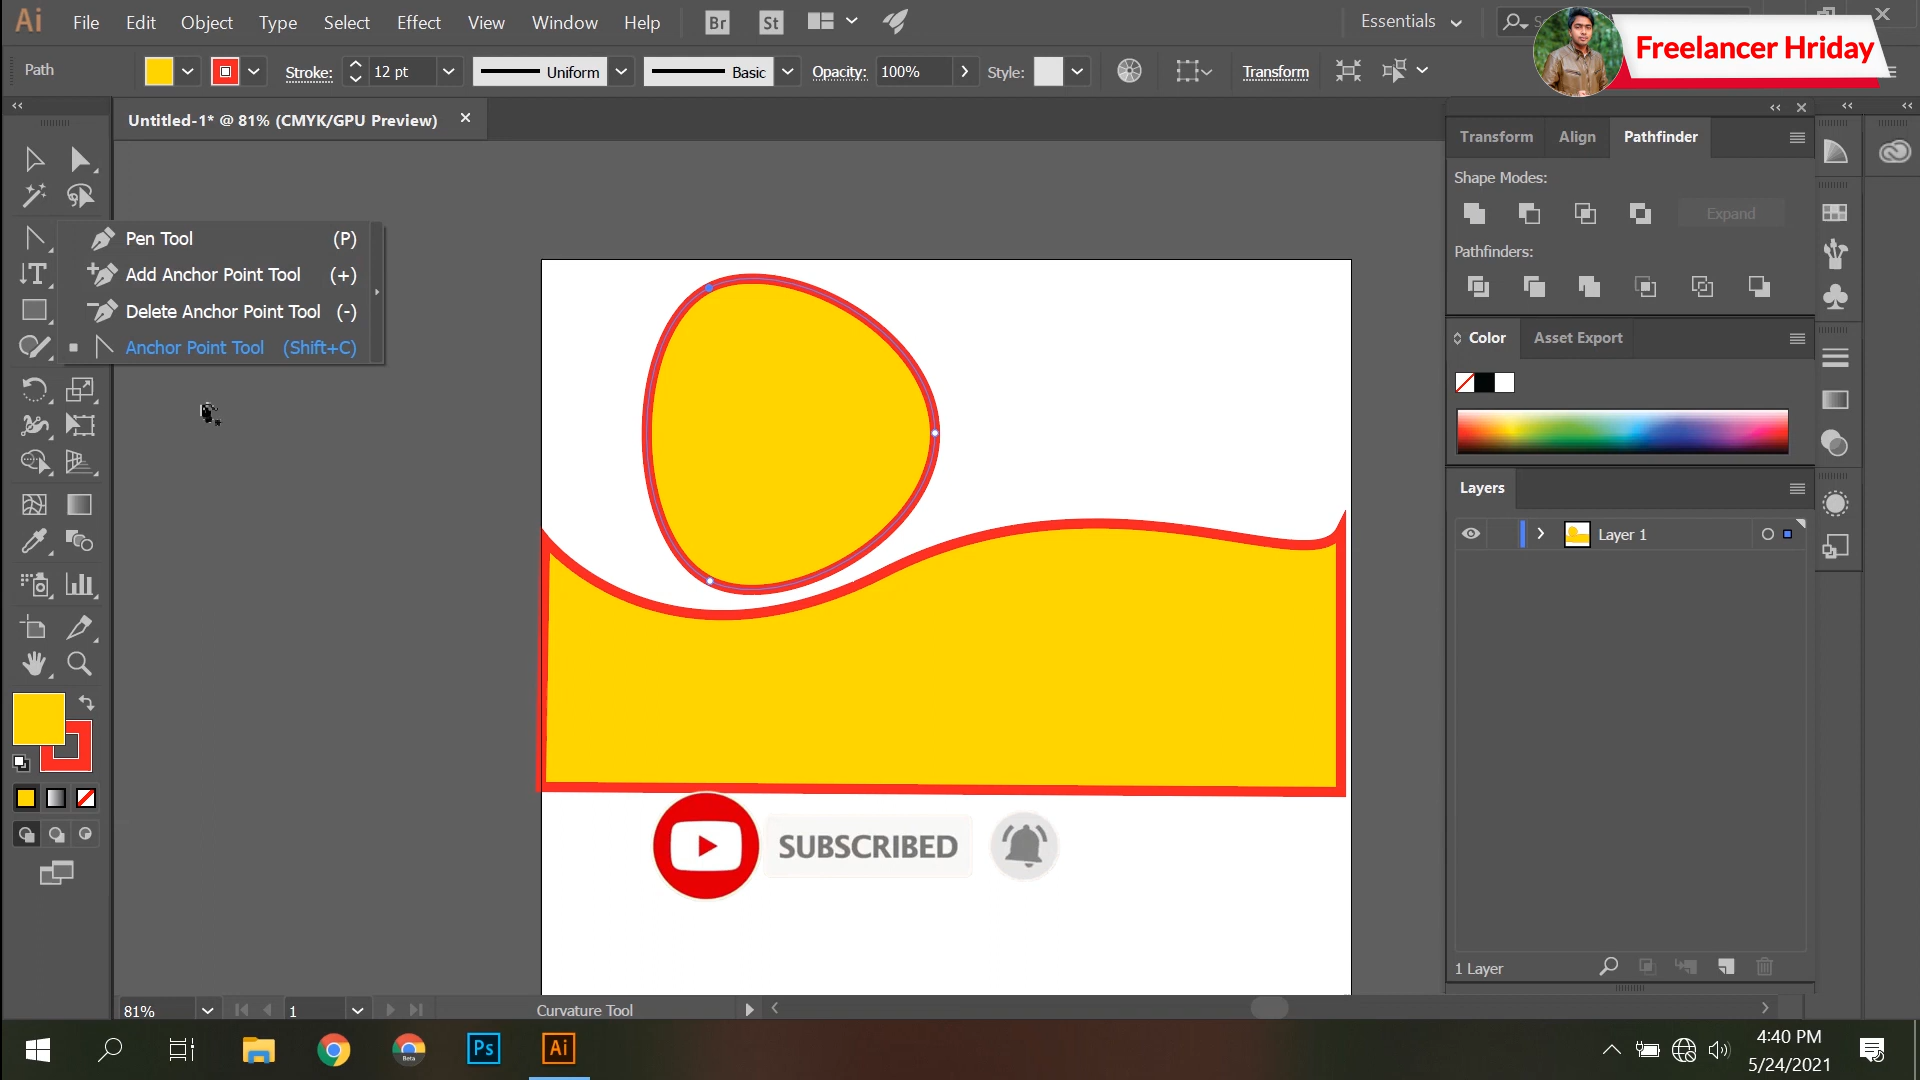 Ai File Edit Object Type Select Effect View Window Help Br St Essentials
Freelancer Hriday
Path Stroke: 12 pt Uniform Basic Opacity: 100% Style: Transform
Untitled-1* @ 81% (CMYK/GPU Preview)
Transform Align Pathfinder
Shape Modes:
Expand
Pathfinders:
Pen Tool (P)
Add Anchor Point Tool (+)
Delete Anchor Point Tool (-)
Anchor Point Tool (Shift+C)
Color Asset Export
Layers
Layer 1
SUBSCRIBED
1 Layer
81% 1 Curvature Tool
Beta Ps Ai
4:40 PM
5/24/2021